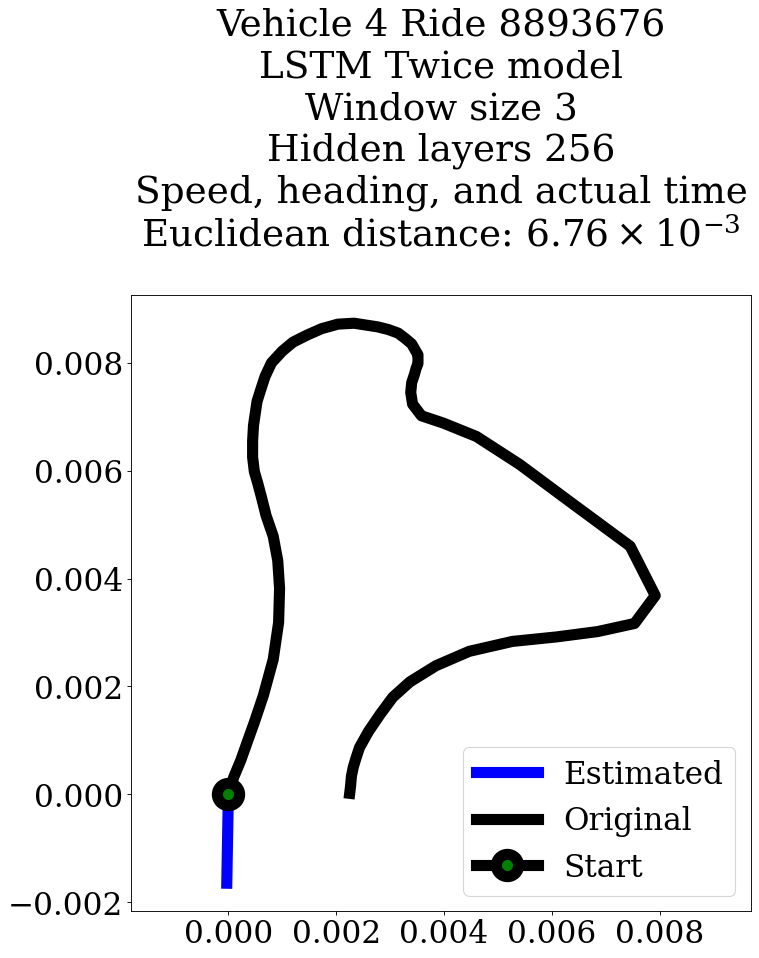 Vehicle 4 Ride 8893676
LSTM Twice model
Window size 3
Hidden layers 256
Speed, heading, and actual time
Euclidean distance: 6.76 × 10⁻³
0.008
0.006
0.004
0.002
0.000
−0.002
Estimated
Original
Start
0.000 0.002 0.004 0.006 0.008